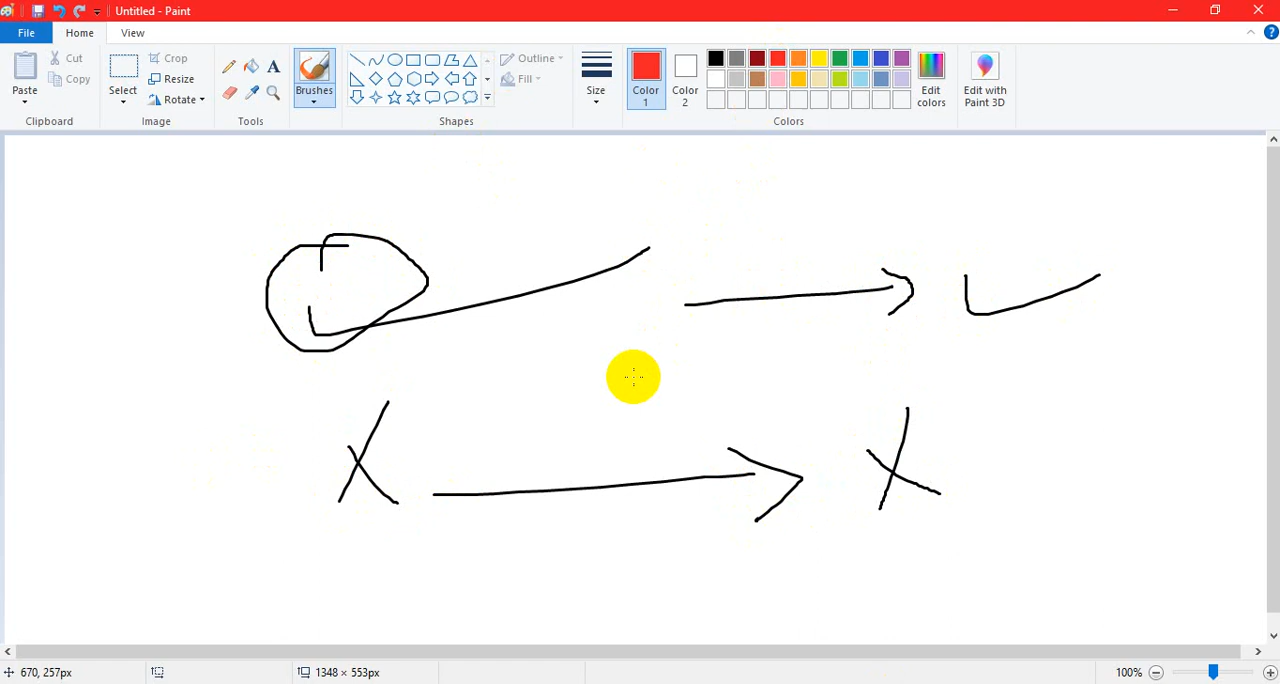 Untitled - Paint
File Home View
Paste Cut Copy Select Crop Resize Rotate A Brushes Outline Fill Size Color 1 Color 2 Edit colors Edit with Paint 3D
Clipboard Image Tools Shapes Colors
X X
670, 257px 1348 × 553px 100%